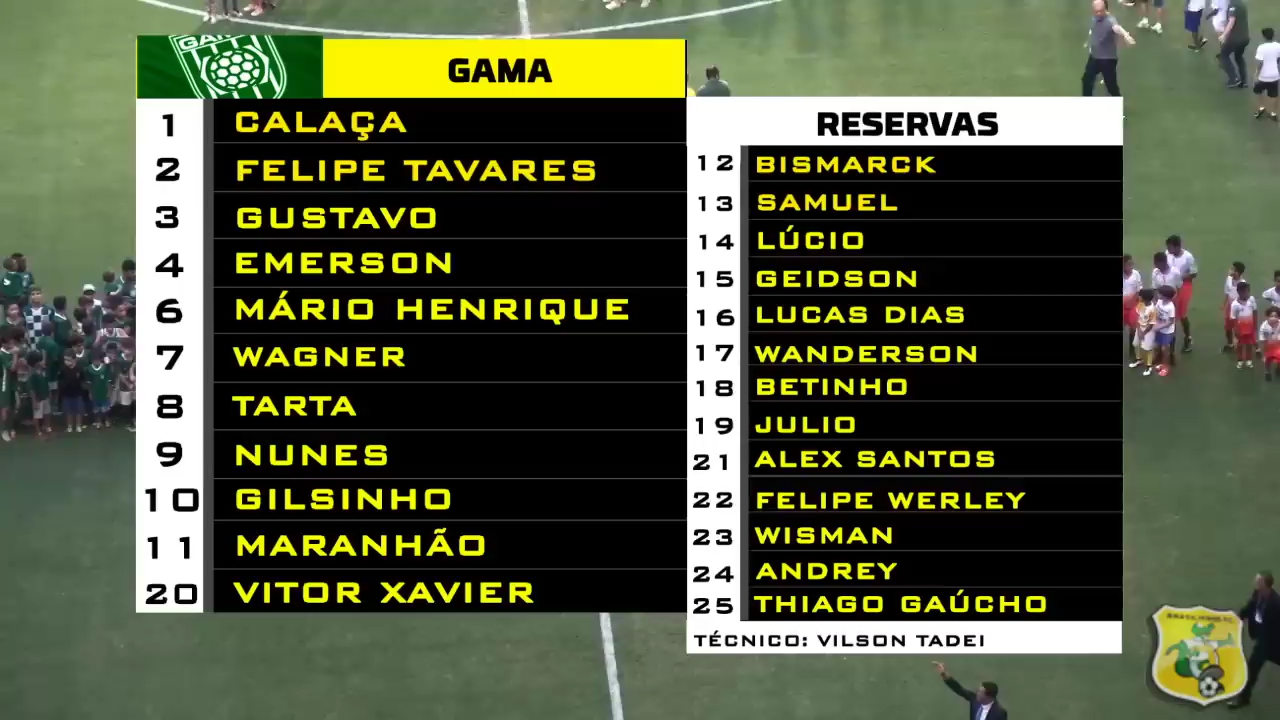 GAMA
1 CALAÇA
2 FELIPE TAVARES
3 GUSTAVO
4 EMERSON
6 MÁRIO HENRIQUE
7 WAGNER
8 TARTA
9 NUNES
10 GILSINHO
11 MARANHÃO
20 VITOR XAVIER
RESERVAS
12 BISMARCK
13 SAMUEL
14 LÚCIO
15 GEIDSON
16 LUCAS DIAS
17 WANDERSON
18 BETINHO
19 JULIO
21 ALEX SANTOS
22 FELIPE WERLEY
23 WISMAN
24 ANDREY
25 THIAGO GAÚCHO
TÉCNICO: VILSON TADEI